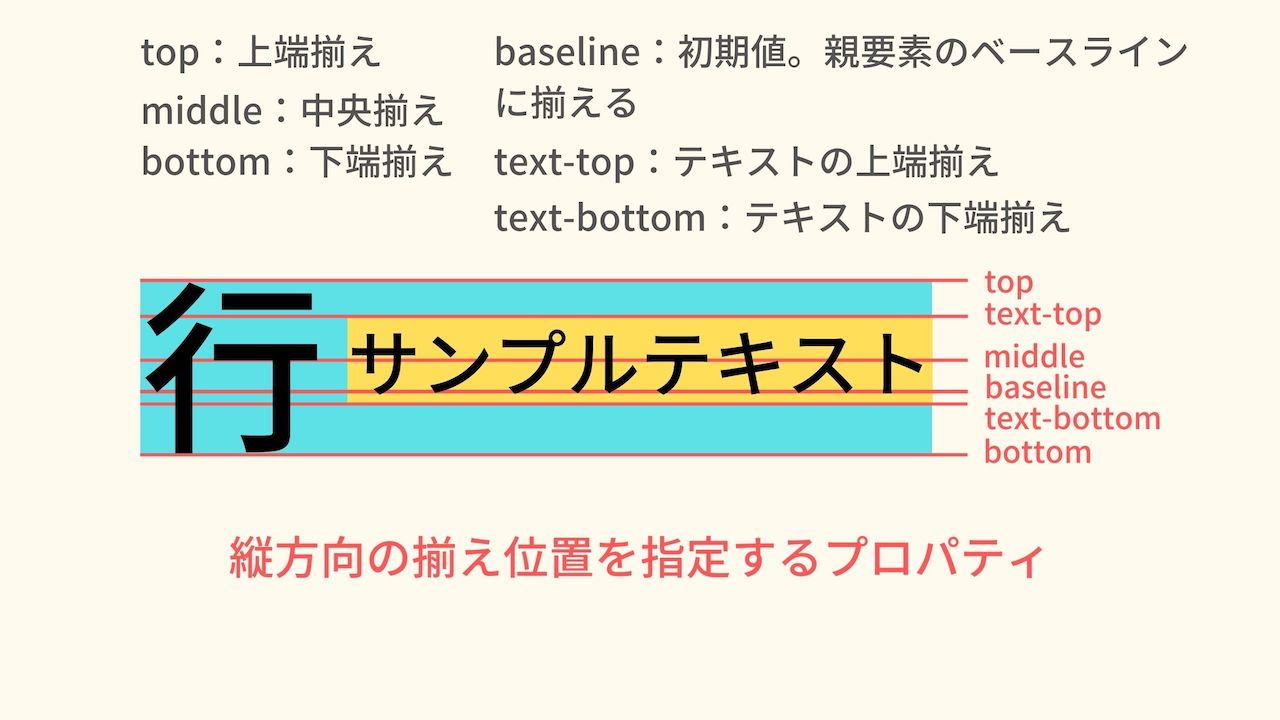 top：上端揃え
middle：中央揃え
bottom：下端揃え
baseline：初期値。親要素のベースライン
に揃える
text-top：テキストの上端揃え
text-bottom：テキストの下端揃え
行 サンプルテキスト
top
text-top
middle
baseline
text-bottom
bottom
縦方向の揃え位置を指定するプロパティ